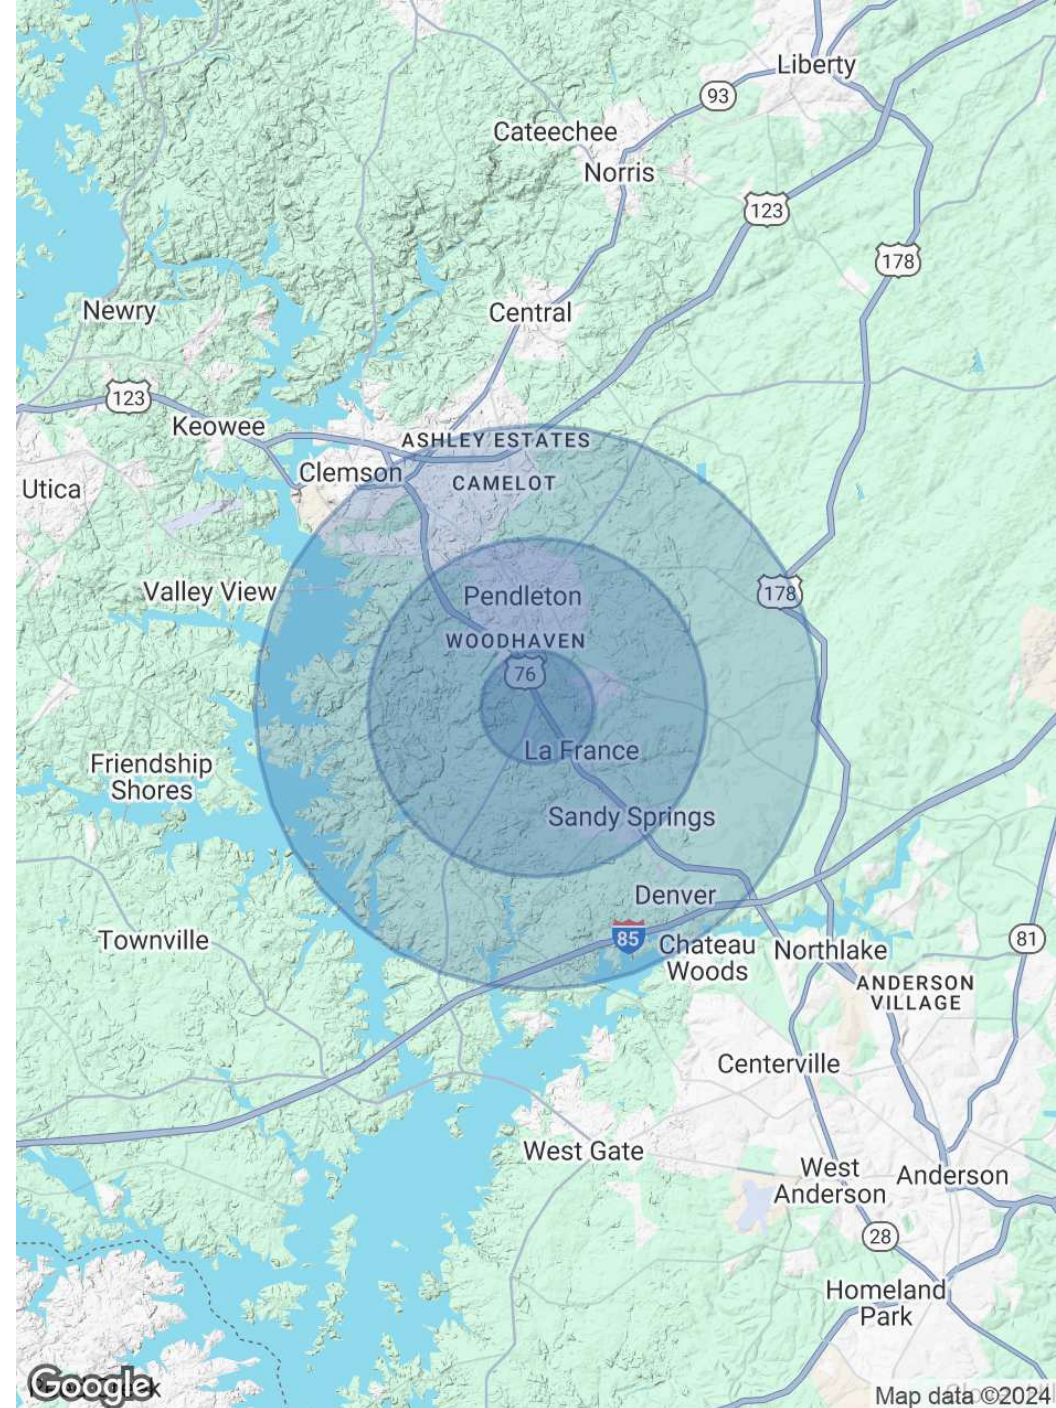 Liberty
93
Cateechee
Norris
123
178
Newry
Central
123
Keowee
ASHLEY ESTATES
Clemson
CAMELOT
Utica
Valley View
Pendleton
178
WOODHAVEN
76
La France
Friendship
Shores
Sandy Springs
Denver
85
Townville
Chateau
Woods
Northlake
81
ANDERSON
VILLAGE
Centerville
West Gate
West
Anderson
Anderson
28
Homeland
Park
Google
Map data ©2024